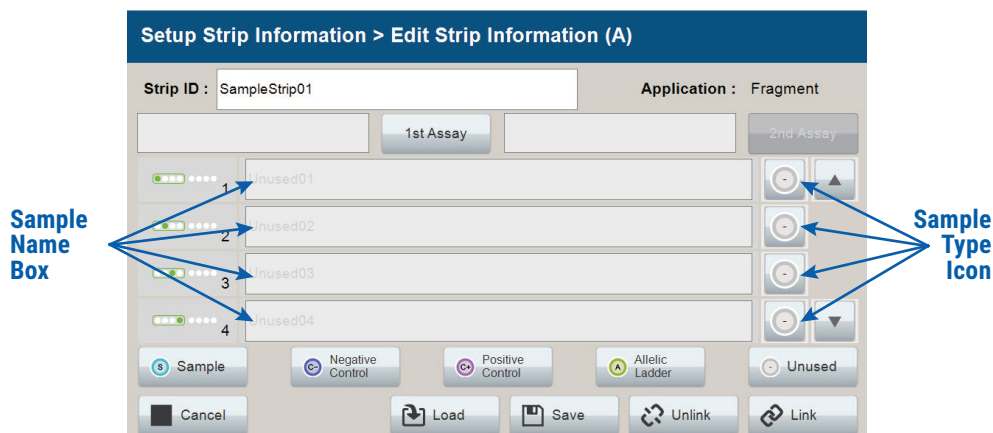 Setup Strip Information > Edit Strip Information (A)
Strip ID : SampleStrip01 Application : Fragment
1st Assay 2nd Assay
1 Unused01 -
2 Unused02 -
3 Unused03 -
4 Unused04 -
Sample
Name
Box
Sample
Type
Icon
S Sample
C- Negative
Control
C+ Positive
Control
A Allelic
Ladder
- Unused
Cancel Load Save Unlink Link